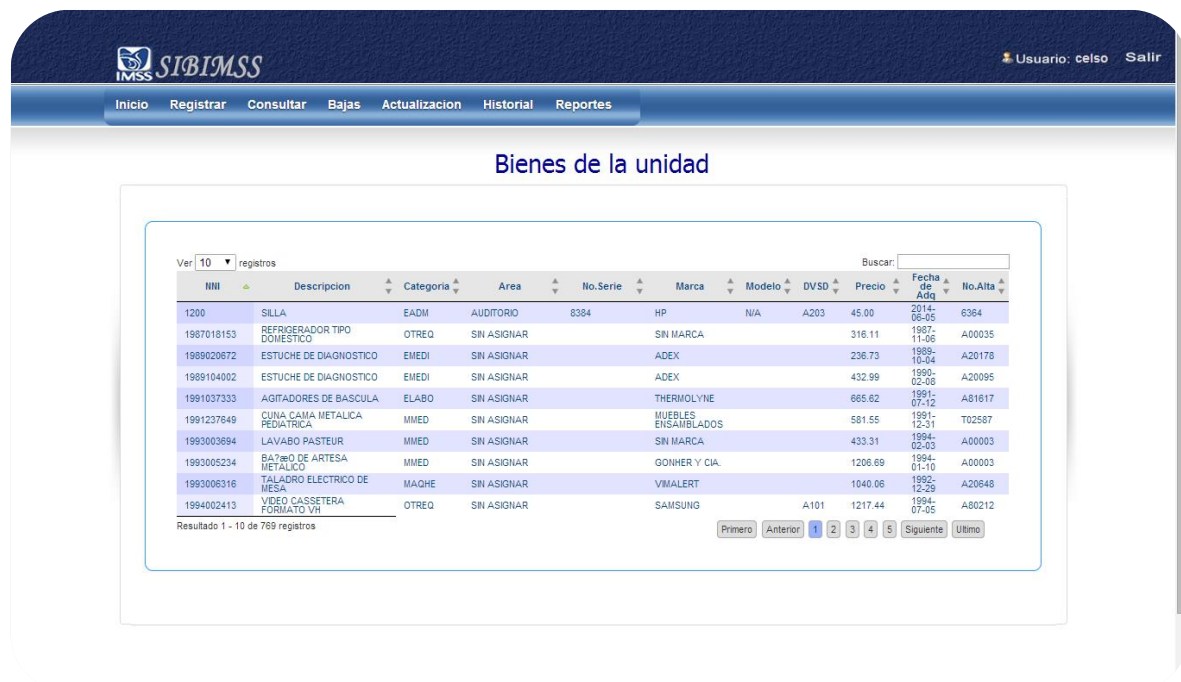 IMSS SIBIMSS
Usuario: celso Salir
Inicio Registrar Consultar Bajas Actualizacion Historial Reportes
Bienes de la unidad
Ver 10 registros
Buscar:
NNI Descripcion Categoria Area No.Serie Marca Modelo DVSD Precio Fecha de Adq No.Alta
1200 SILLA EADM AUDITORIO 8384 HP N/A A203 45.00 2014-06-05 6364
1987018153 REFRIGERADOR TIPO DOMESTICO OTREQ SIN ASIGNAR SIN MARCA 316.11 1987-11-06 A00035
1989020672 ESTUCHE DE DIAGNOSTICO EMEDI SIN ASIGNAR ADEX 236.73 1989-10-04 A20178
1989104002 ESTUCHE DE DIAGNOSTICO EMEDI SIN ASIGNAR ADEX 432.99 1990-02-08 A20095
1991037333 AGITADORES DE BASCULA ELABO SIN ASIGNAR THERMOLYNE 665.62 1991-07-12 A81617
1991237649 CUNA CAMA METALICA PEDIATRICA MMED SIN ASIGNAR MUEBLES ENSAMBLADOS 581.55 1991-12-31 T02587
1993003694 LAVABO PASTEUR MMED SIN ASIGNAR SIN MARCA 433.31 1994-02-03 A00003
1993005234 BA?æO DE ARTESA METALICO MMED SIN ASIGNAR GONHER Y CIA. 1206.69 1994-01-10 A00003
1993006316 TALADRO ELECTRICO DE MESA MAQHE SIN ASIGNAR VIMALERT 1040.06 1992-12-29 A20648
1994002413 VIDEO CASSETERA FORMATO VH OTREQ SIN ASIGNAR SAMSUNG A101 1217.44 1994-07-05 A80212
Resultado 1 - 10 de 769 registros
Primero Anterior 1 2 3 4 5 Siguiente Ultimo